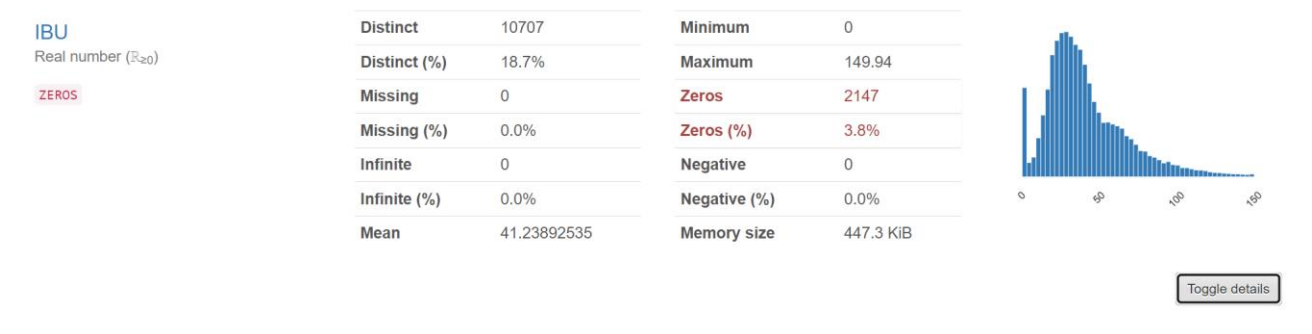 IBU
Real number (ℝ≥0)
ZEROS
Distinct 10707
Distinct (%) 18.7%
Missing 0
Missing (%) 0.0%
Infinite 0
Infinite (%) 0.0%
Mean 41.23892535
Minimum 0
Maximum 149.94
Zeros 2147
Zeros (%) 3.8%
Negative 0
Negative (%) 0.0%
Memory size 447.3 KiB
0 50 100 150
Toggle details